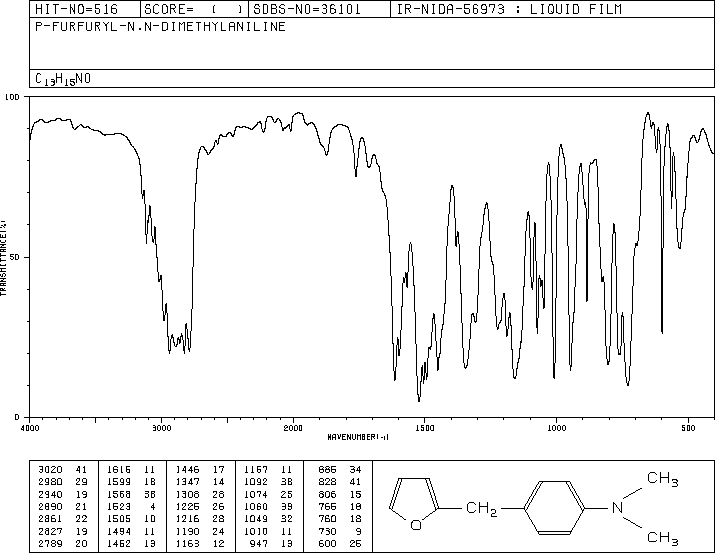 HIT-NO=516 SCORE= ( ) SDBS-NO=36101 IR-NIDA-56973 : LIQUID FILM
P-FURFURYL-N.N-DIMETHYLANILINE
C13H15NO
100
50
0
TRANSMITTANCE(%)
4000 3000 2000 1500 1000 500
WAVENUMBER(-1)
3020 41 1616 11 1446 17 1157 11 885 34
2980 29 1599 18 1347 14 1092 38 828 41
2940 19 1568 38 1308 28 1074 25 806 15
2890 21 1523 4 1225 26 1060 39 765 18
2861 22 1505 10 1216 28 1049 32 760 18
2827 19 1494 11 1190 24 1010 11 730 9
2789 20 1452 13 1163 12 947 13 600 25
CH3
O CH2 N
CH3